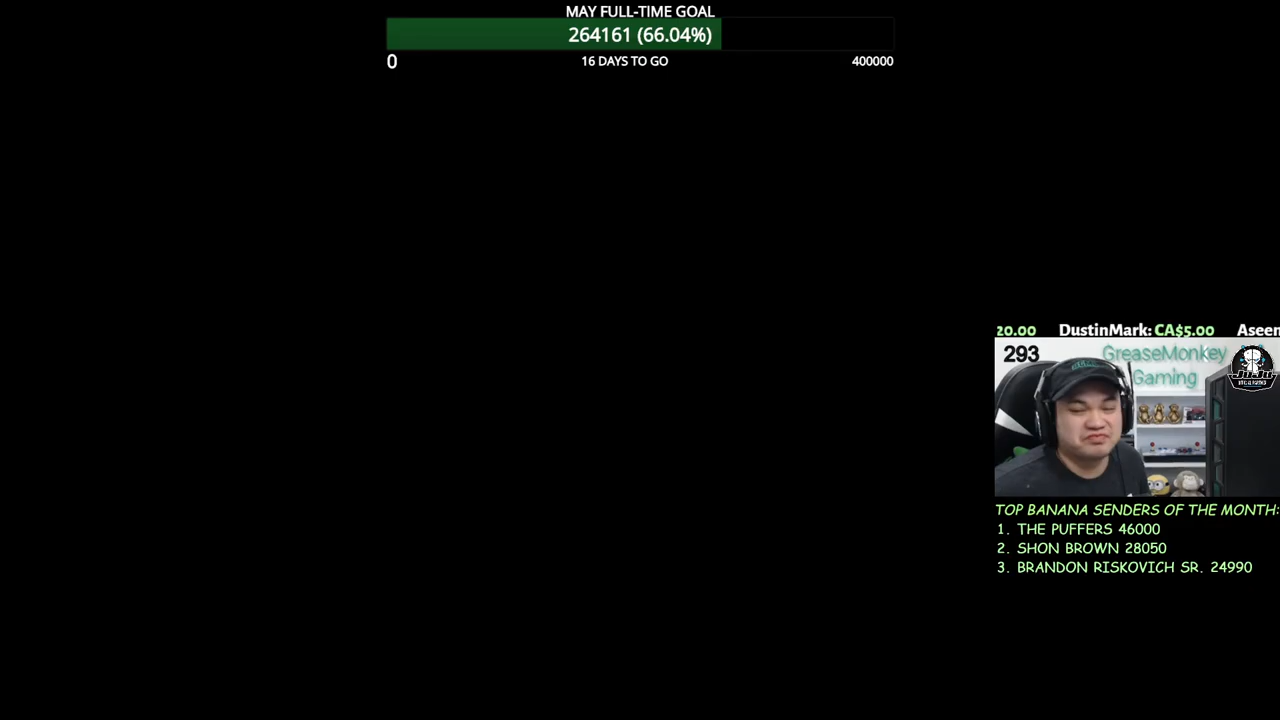 MAY FULL-TIME GOAL
264161 (66.04%)
0
16 DAYS TO GO
400000
20.00 DustinMark: CA$5.00 Aseen
293
GreaseMonkey
Gaming
TOP BANANA SENDERS OF THE MONTH:
1. THE PUFFERS 46000
2. SHON BROWN 28050
3. BRANDON RISKOVICH SR. 24990